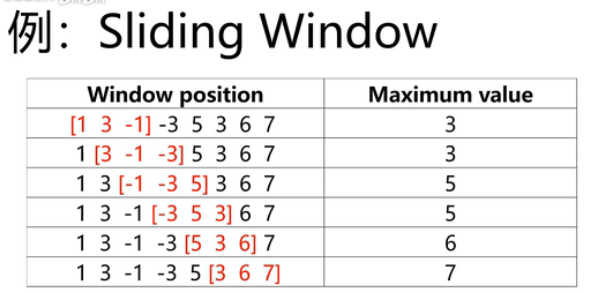 例：Sliding Window
Window position Maximum value
[1 3 -1] -3 5 3 6 7 3
1 [3 -1 -3] 5 3 6 7 3
1 3 [-1 -3 5] 3 6 7 5
1 3 -1 [-3 5 3] 6 7 5
1 3 -1 -3 [5 3 6] 7 6
1 3 -1 -3 5 [3 6 7] 7